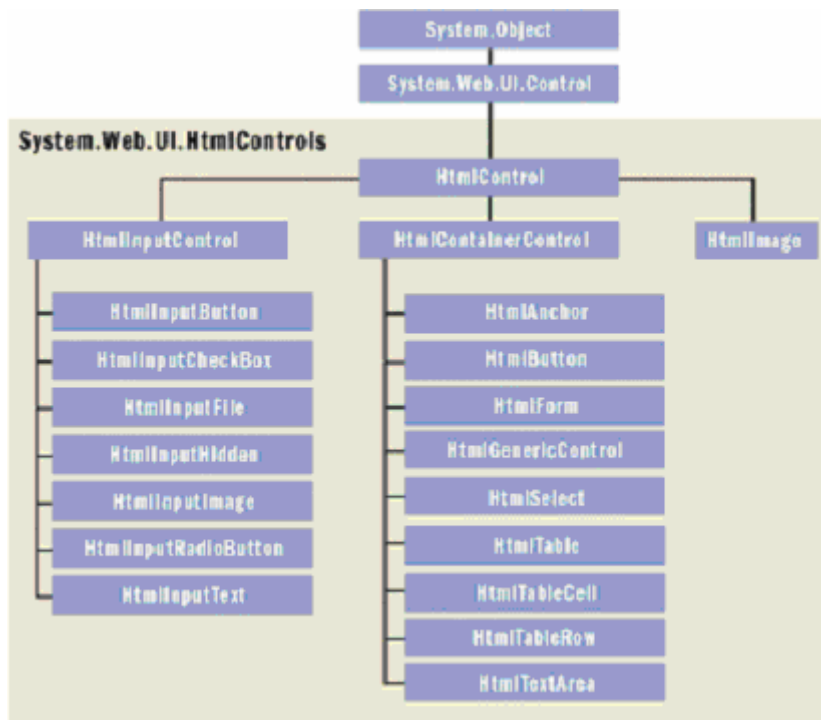 System.Object
System.Web.UI.Control
System.Web.UI.HtmlControls
HtmlControl
HtmlInputControl
HtmlContainerControl
HtmlImage
HtmlInputButton
HtmlInputCheckBox
HtmlInputFile
HtmlInputHidden
HtmlInputImage
HtmlInputRadioButton
HtmlInputText
HtmlAnchor
HtmlButton
HtmlForm
HtmlGenericControl
HtmlSelect
HtmlTable
HtmlTableCell
HtmlTableRow
HtmlTextArea